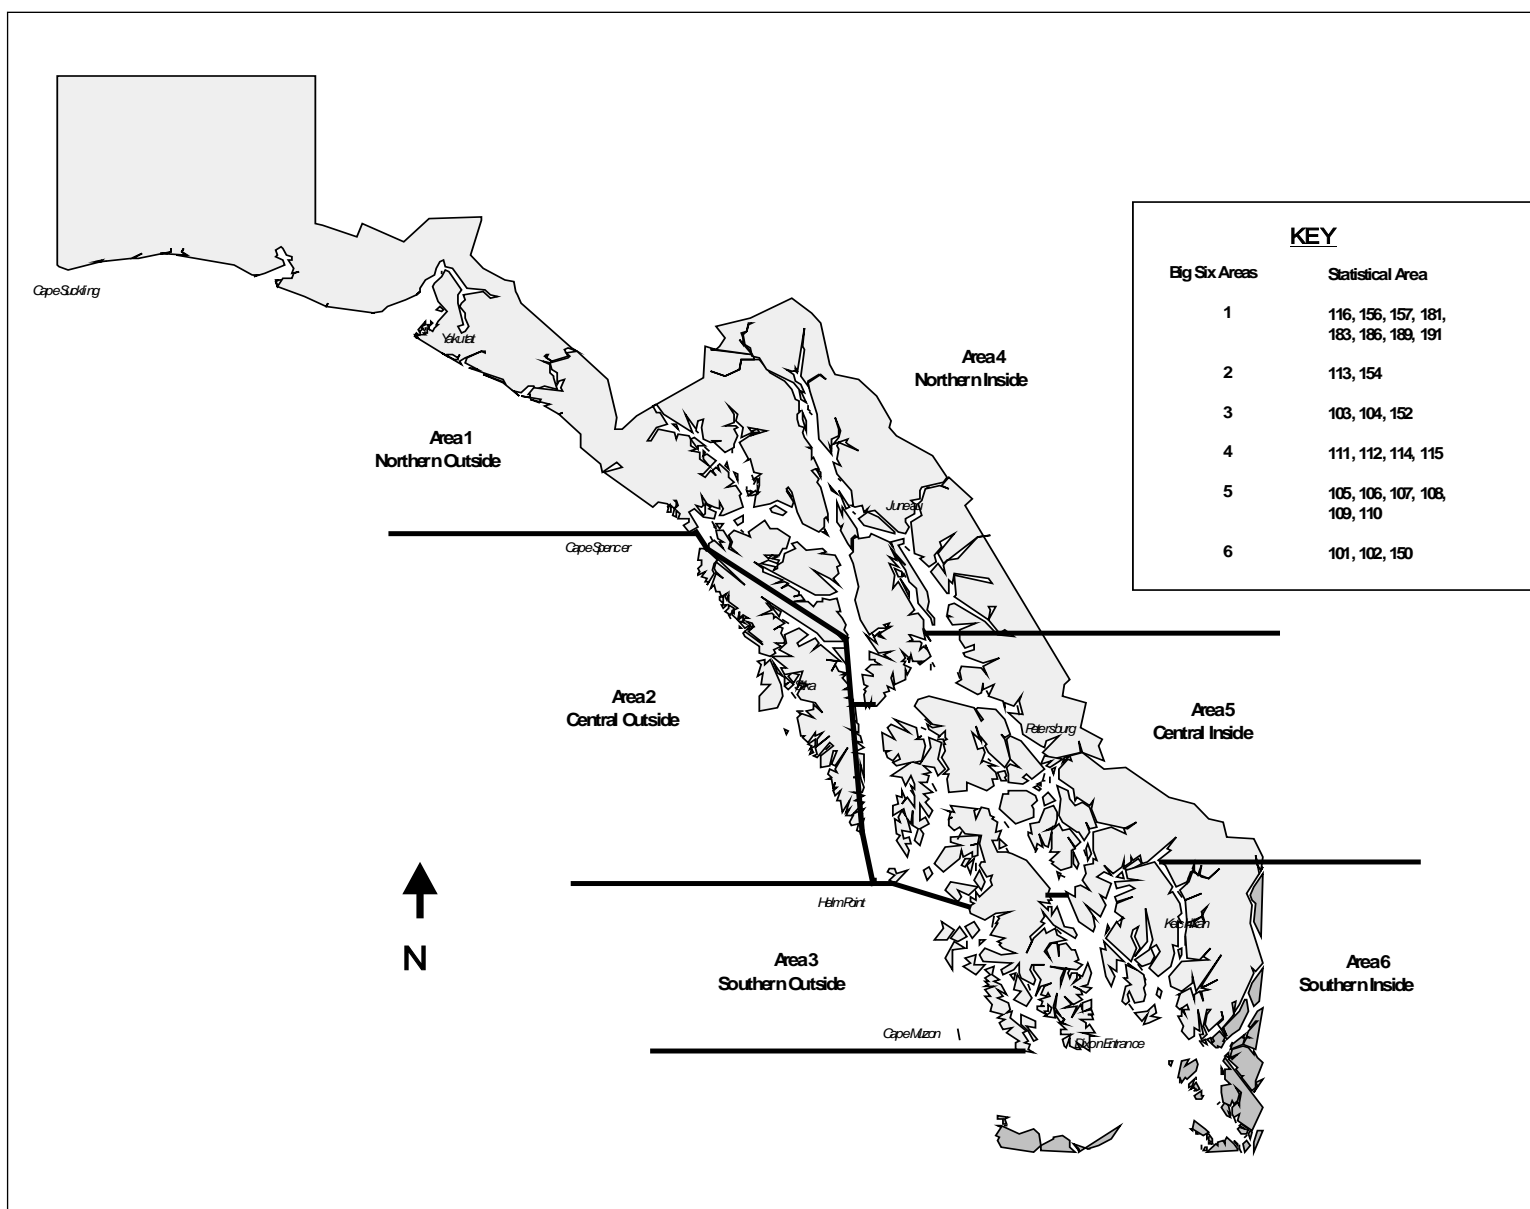 KEY
Big Six Areas Statistical Area
1 116, 156, 157, 181,
183, 186, 189, 191
2 113, 154
3 103, 104, 152
4 111, 112, 114, 115
5 105, 106, 107, 108,
109, 110
6 101, 102, 150
Cape Suckling
Yakutat
Area 4
Northern Inside
Area 1
Northern Outside
Juneau
Cape Spencer
Sitka
Area 2
Central Outside
Area 5
Central Inside
Petersburg
Halm Point
Ketchikan
N
Area 3
Southern Outside
Area 6
Southern Inside
Cape Muzon
Dixon Entrance